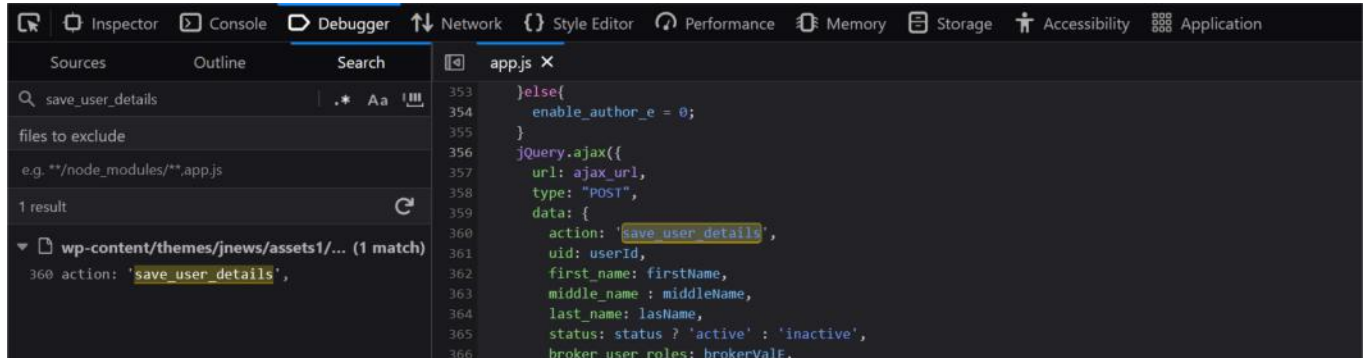 Inspector Console Debugger Network Style Editor Performance Memory Storage Accessibility Application
Sources Outline Search
save_user_details .* Aa
files to exclude
e.g. **/node_modules/**,app.js
1 result
wp-content/themes/jnews/assets1/... (1 match)
360 action: 'save_user_details',
app.js
353 }else{
354 enable_author_e = 0;
355 }
356 jQuery.ajax({
357 url: ajax_url,
358 type: "POST",
359 data: {
360 action: 'save_user_details',
361 uid: userId,
362 first_name: firstName,
363 middle_name : middleName,
364 last_name: lasName,
365 status: status ? 'active' : 'inactive',
366 broker_user_roles: brokerValE,